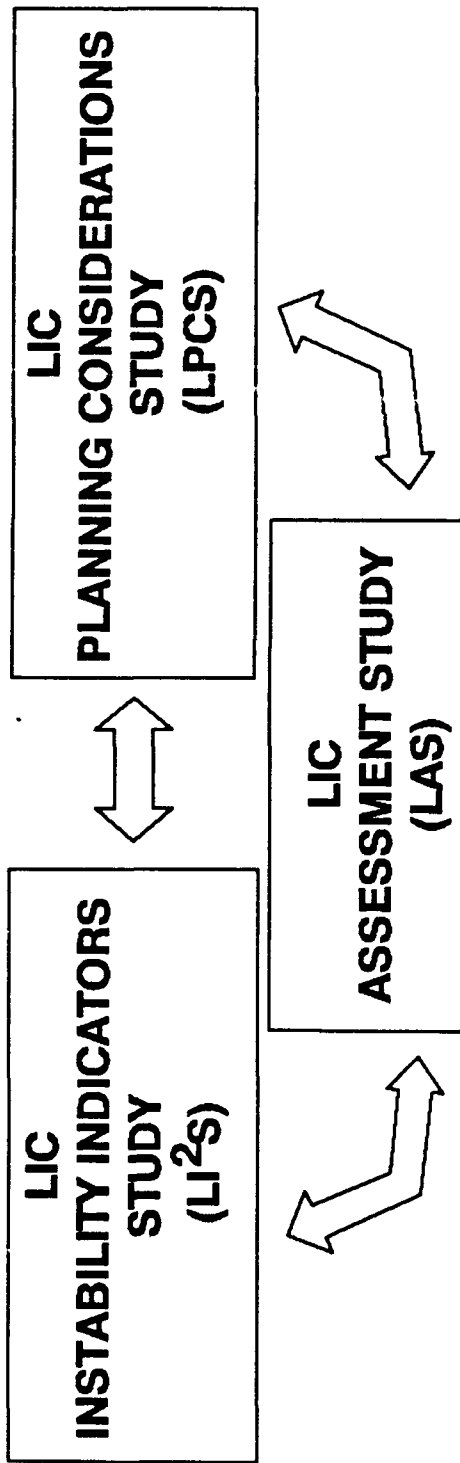 LIC
INSTABILITY INDICATORS
STUDY
(LI²S)
LIC
PLANNING CONSIDERATIONS
STUDY
(LPCS)
LIC
ASSESSMENT STUDY
(LAS)